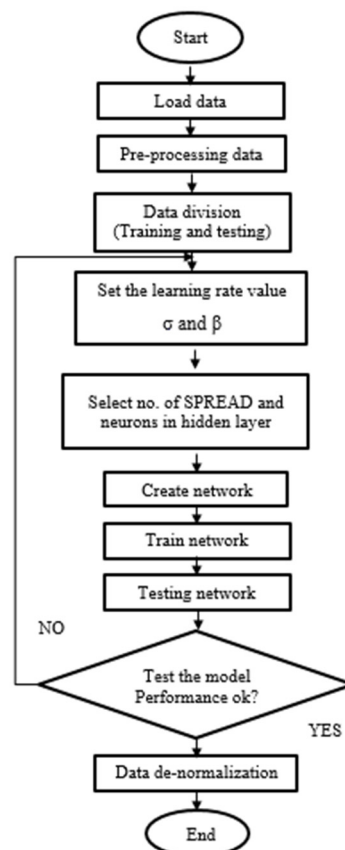 Start
Load data
Pre-processing data
Data division
(Training and testing)
Set the learning rate value
σ and β
Select no. of SPREAD and
neurons in hidden layer
Create network
Train network
Testing network
NO
Test the model
Performance ok?
YES
Data de-normalization
End